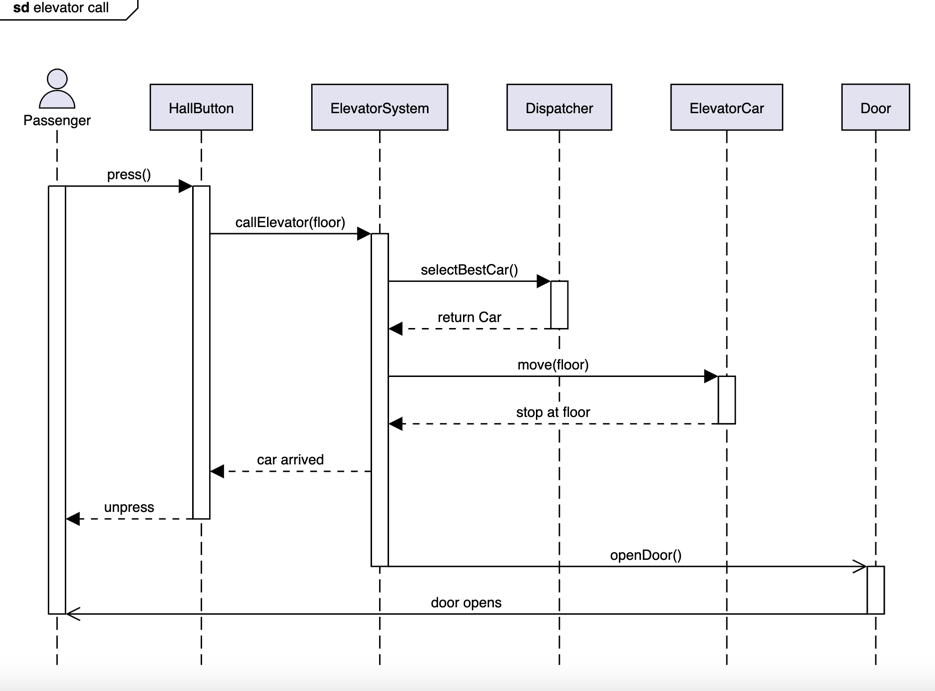 sd elevator call
Passenger
HallButton
ElevatorSystem
Dispatcher
ElevatorCar
Door
press()
callElevator(floor)
selectBestCar()
return Car
move(floor)
stop at floor
car arrived
unpress
openDoor()
door opens